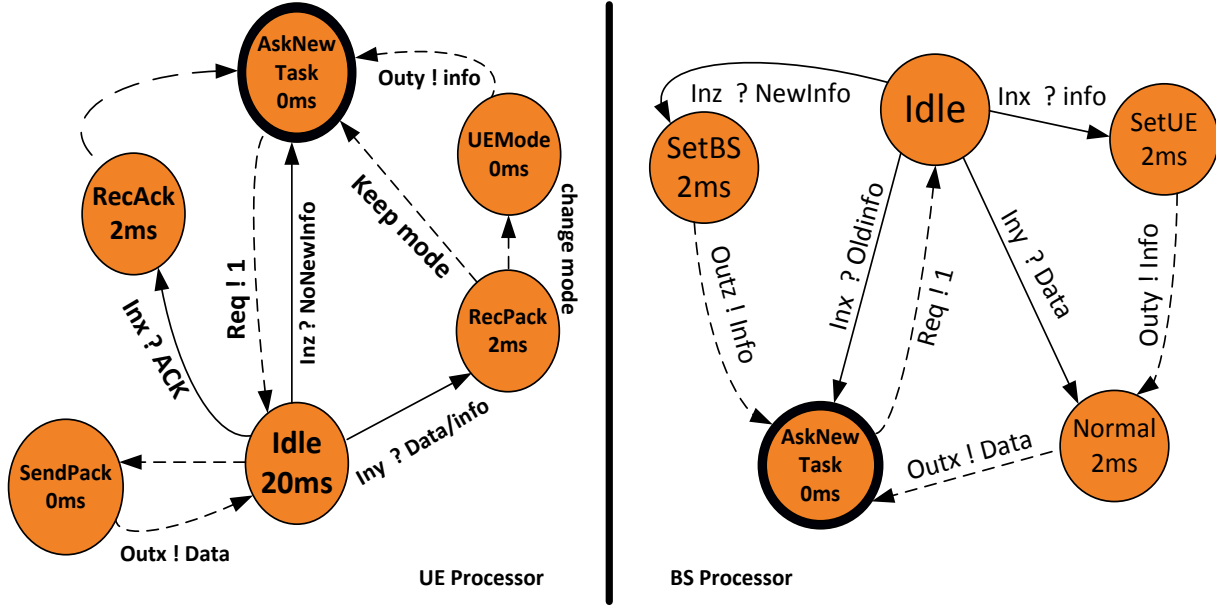 AskNew
Task
0ms
Outy ! info
UEMode
0ms
RecAck
2ms
Keep mode
change mode
Req ! 1
Inz ? NoNewInfo
RecPack
2ms
Inx ? ACK
Idle
20ms
Iny ? Data/info
SendPack
0ms
Outx ! Data
UE Processor
Inz ? NewInfo
Idle
Inx ? info
SetBS
2ms
SetUE
2ms
Outz ! Info
Inx ? Oldinfo
Req ! 1
Iny ? Data
Outy ! Info
AskNew
Task
0ms
Outx ! Data
Normal
2ms
BS Processor